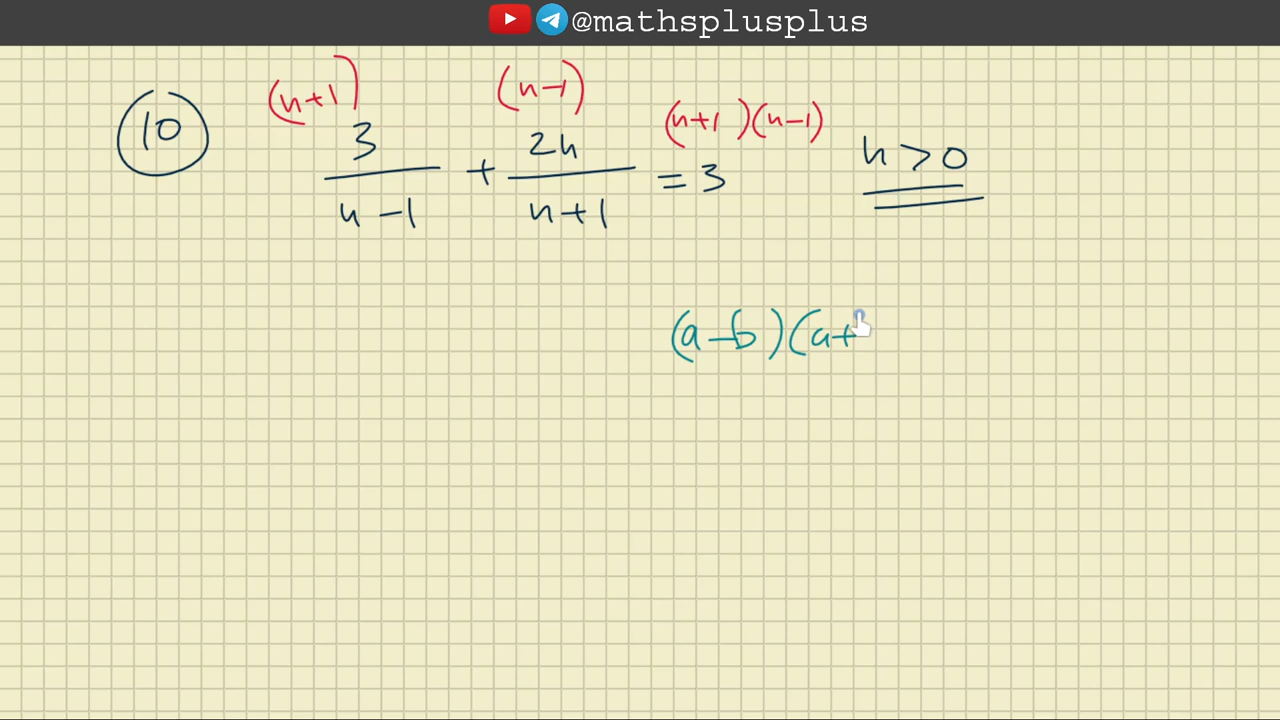 @mathsplusplus
10
(n+1) (n-1) (n+1)(n-1)
3/(n-1) + 2n/(n+1) = 3 n>0
(a-b)(a+